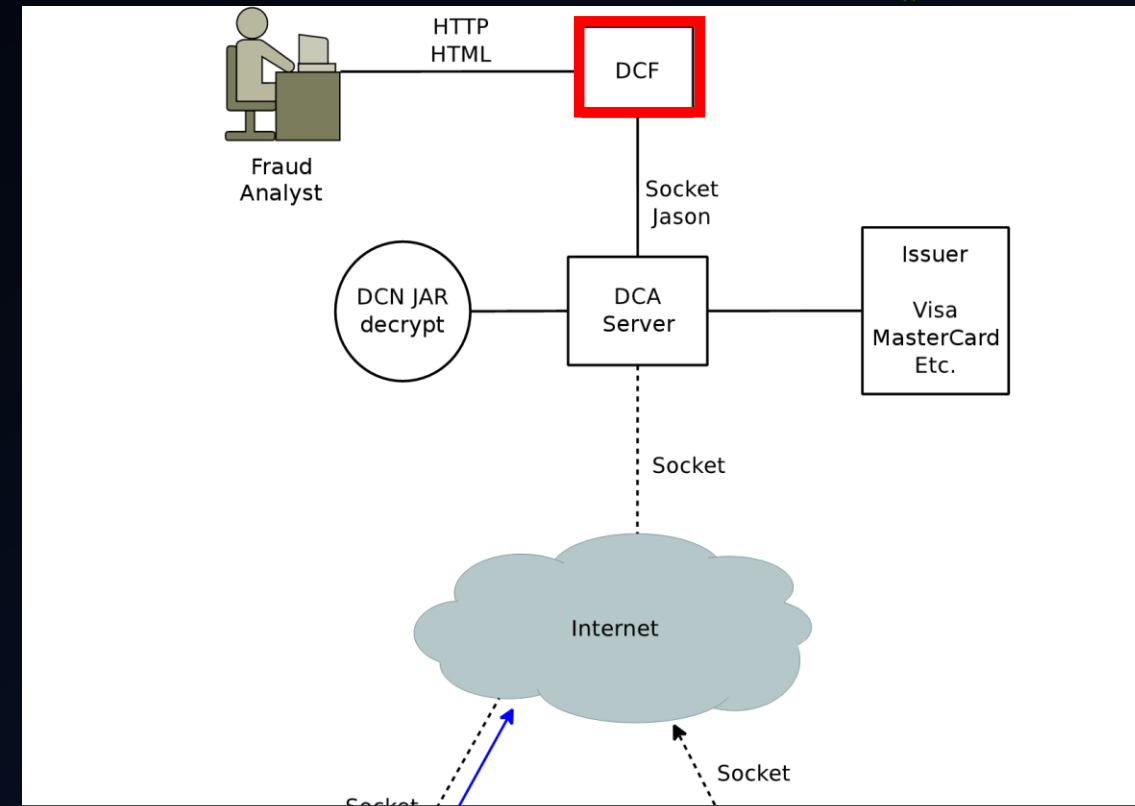 HTTP
HTML
DCF
Fraud
Analyst
Socket
Jason
DCN JAR
decrypt
DCA
Server
Issuer
Visa
MasterCard
Etc.
Socket
Internet
Socket
Socket